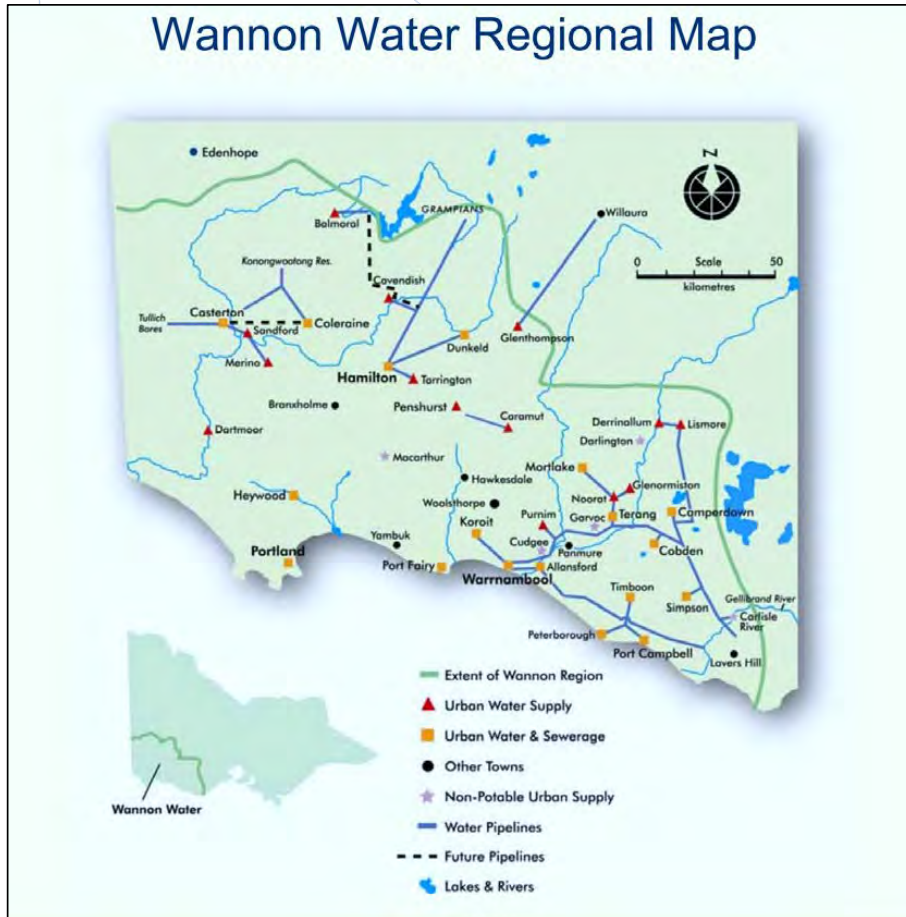 Wannon Water Regional Map
Edenhope
GRAMPIANS
Willaura
Z
Balmoral
Scale
0
50
kilometres
Konongwootong Res.
Cavendish
Tullich
Bores
Casterton
Sandford
Coleraine
Dunkeld
Glenthompson
Merino
Hamilton
Tarrington
Branxholme
Penshurst
Caramut
Derrinallum
Lismore
Dartmoor
Darlington
Macarthur
Mortlake
Hawkesdale
Glenormiston
Heywood
Woolsthorpe
Noorat
Purnim
Garvoc
Terang
Camperdown
Koroit
Yambuk
Cudgee
Panmure
Cobden
Portland
Port Fairy
Warrnambool
Allansford
Timboon
Gellibrand River
Simpson
Carlisle
River
Peterborough
Port Campbell
Lavers Hill
Extent of Wannon Region
Urban Water Supply
Urban Water & Sewerage
Other Towns
Non-Potable Urban Supply
Wannon Water
Water Pipelines
Future Pipelines
Lakes & Rivers